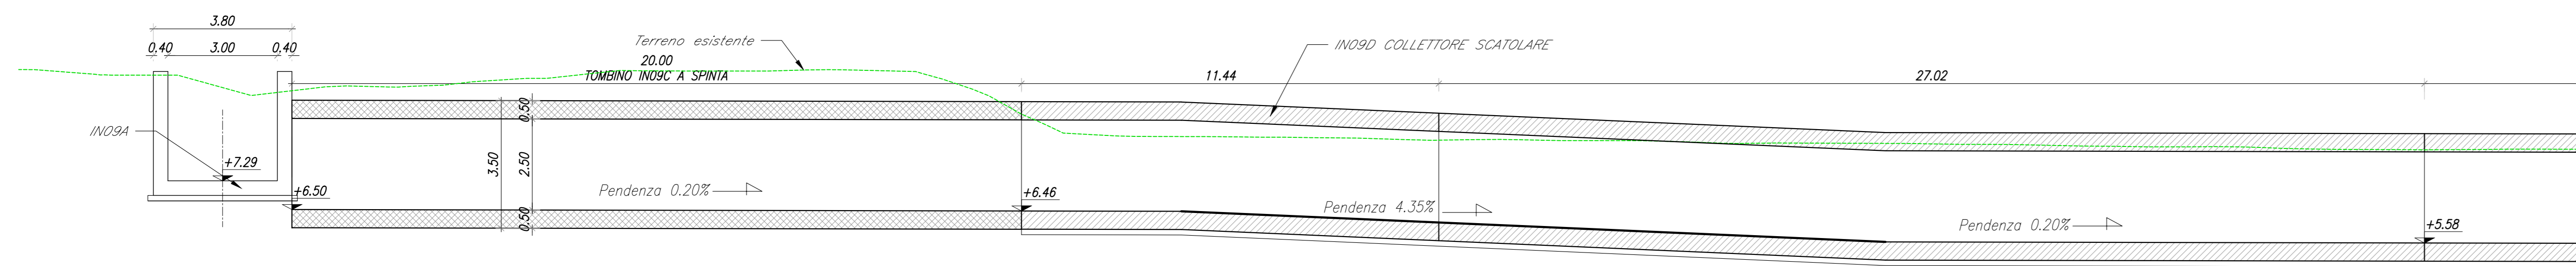 3.80
0.40 3.00 0.40
Terreno esistente
IN09D COLLETTORE SCATOLARE
20.00
TOMBINO IN09C A SPINTA
11.44
27.02
IN09A
+7.29
+6.50
3.50
0.50
2.50
0.50
Pendenza 0.20%
+6.46
Pendenza 4.35%
Pendenza 0.20%
+5.58